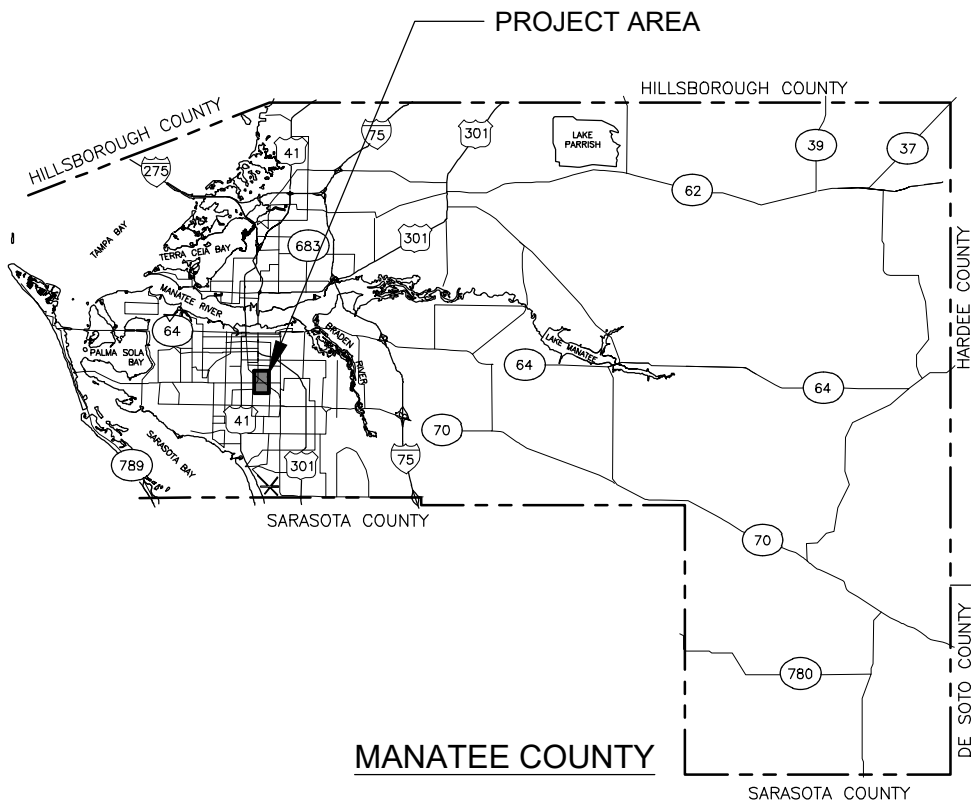 PROJECT AREA
HILLSBOROUGH COUNTY
HILLSBOROUGH COUNTY
LAKE
PARRISH
75
301
41
39
37
275
62
TAMPA BAY
TERRA CEIA BAY
683
301
MANATEE RIVER
64
BRADEN
RIVER
PALMA SOLA
BAY
LAKE MANATEE
64
64
HARDEE COUNTY
41
70
SARASOTA BAY
789
301
75
SARASOTA COUNTY
70
780
DE SOTO COUNTY
MANATEE COUNTY
SARASOTA COUNTY